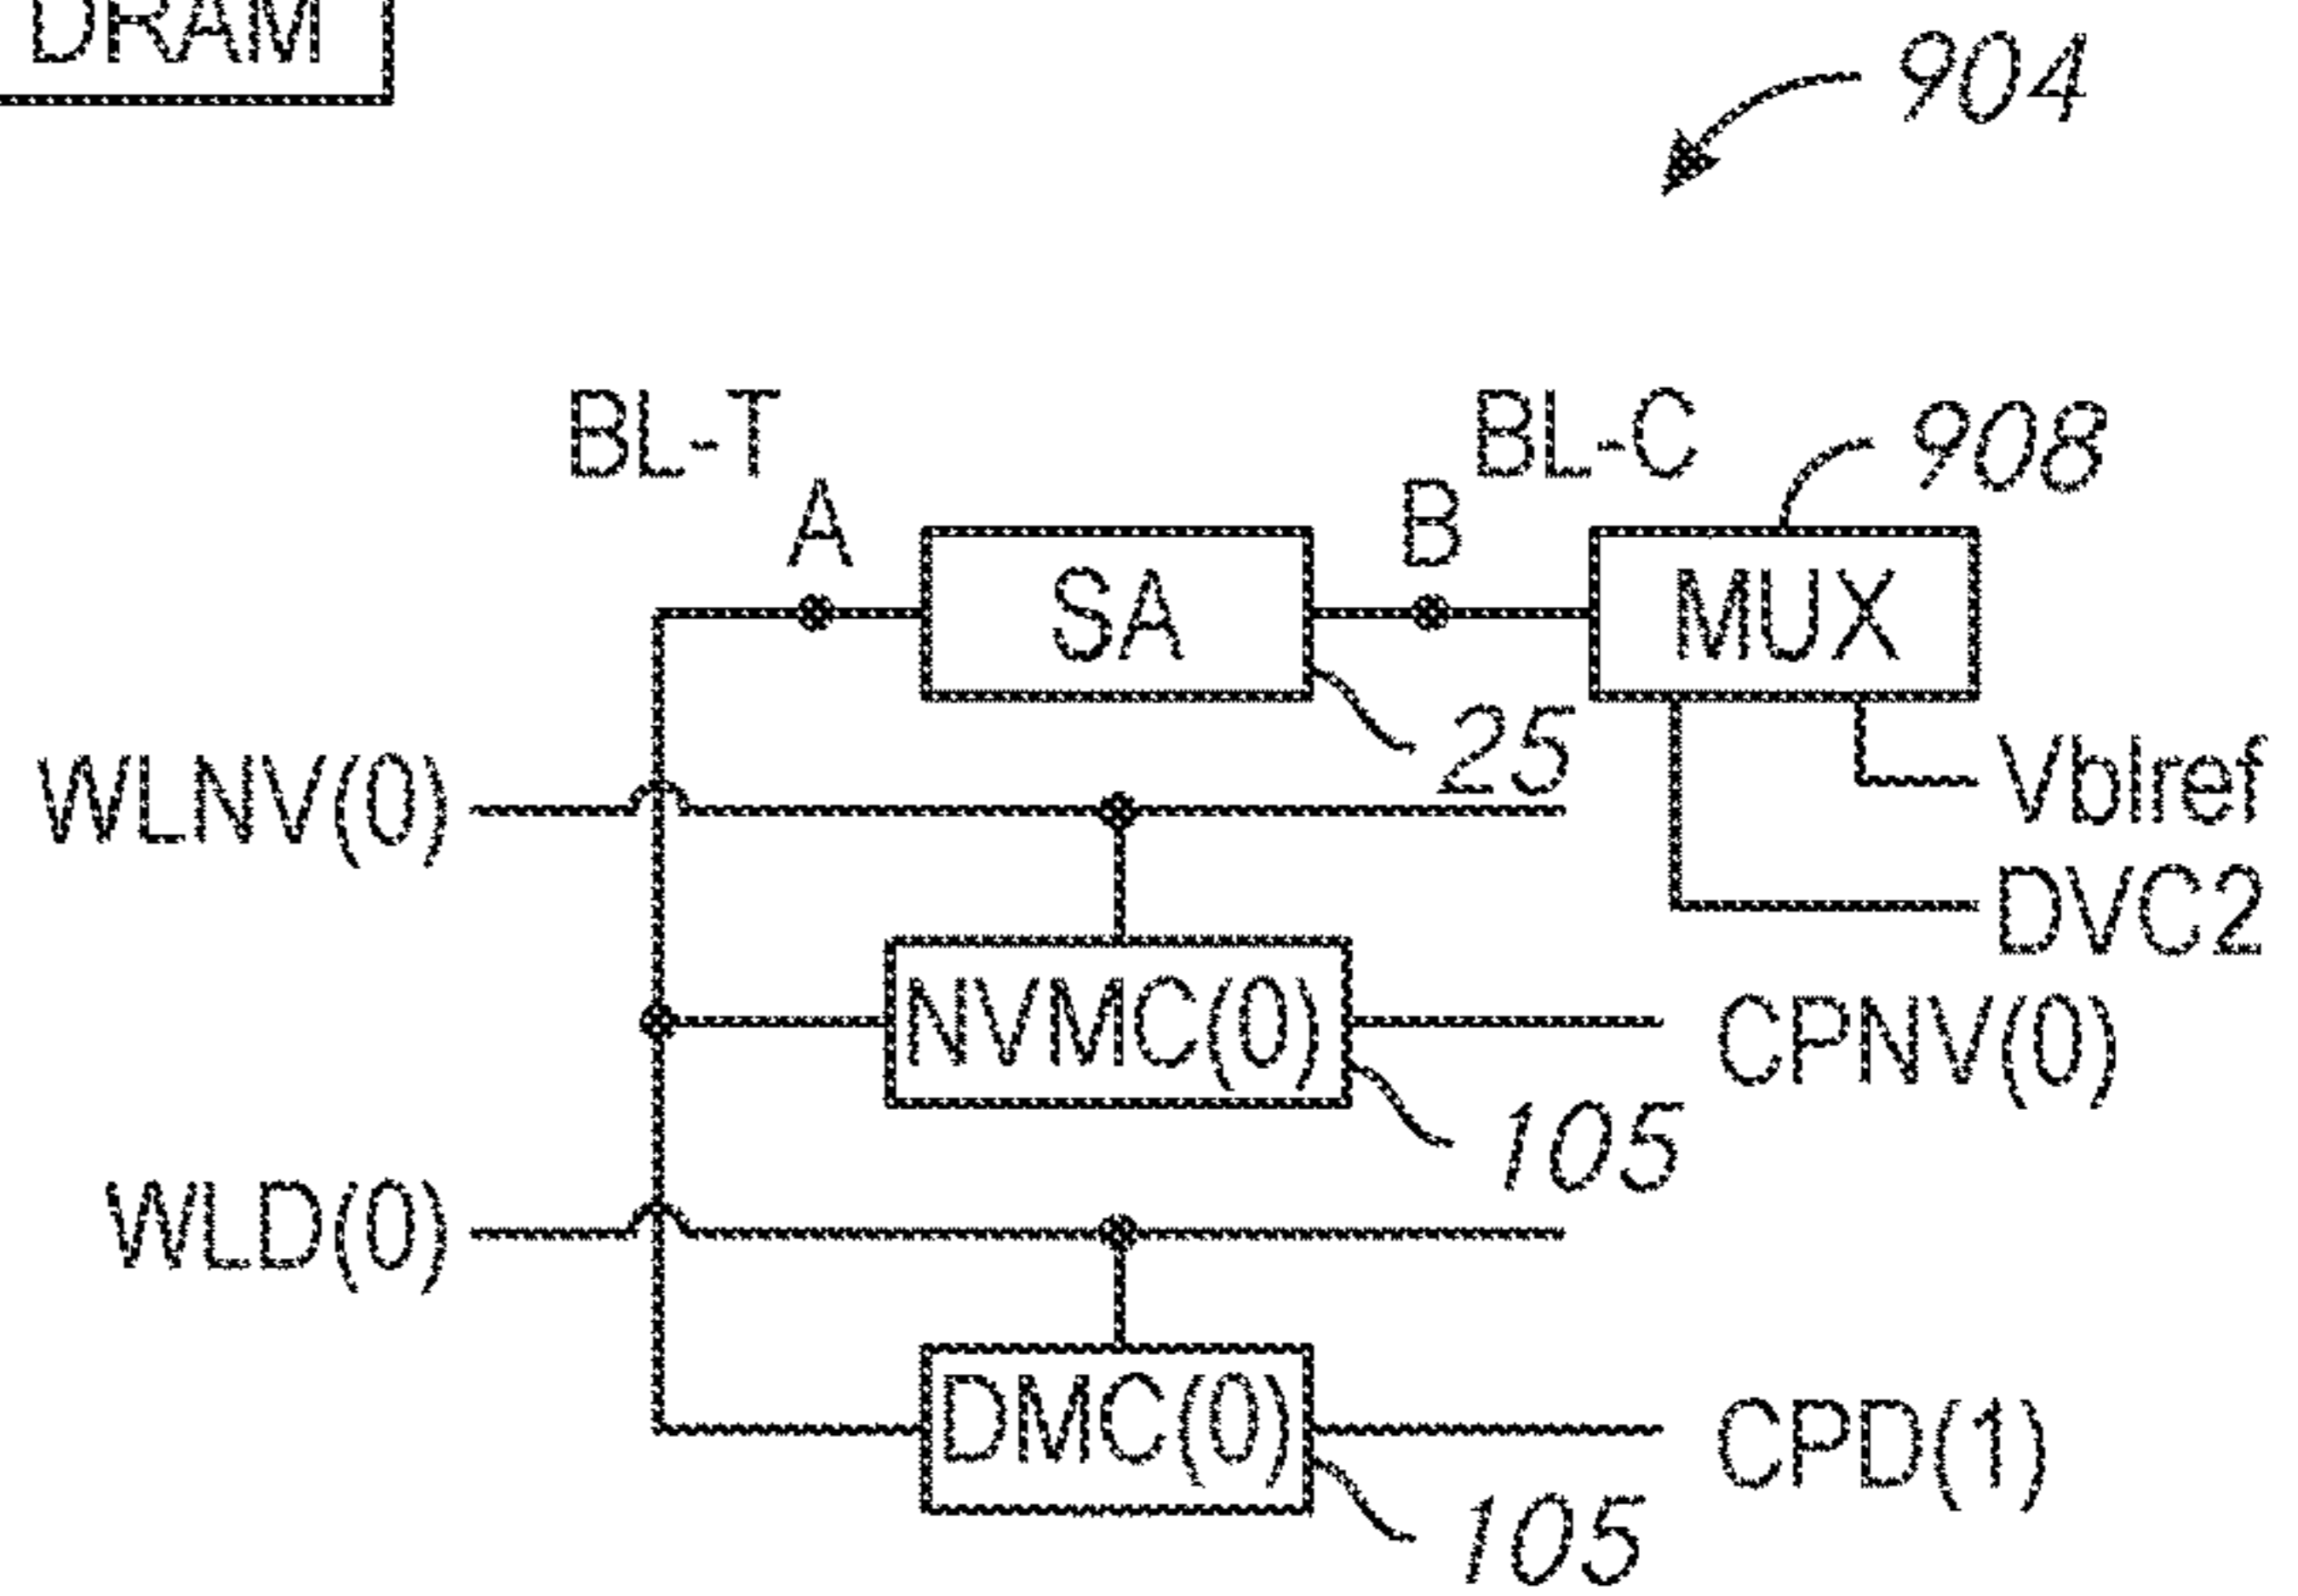 DRAM
904
BL-T
BL-C
908
A
B
SA
MUX
25
Vblref
WLNV(0)
DVC2
NVMC(0)
CPNV(0)
105
WLD(0)
DMC(0)
CPD(1)
105